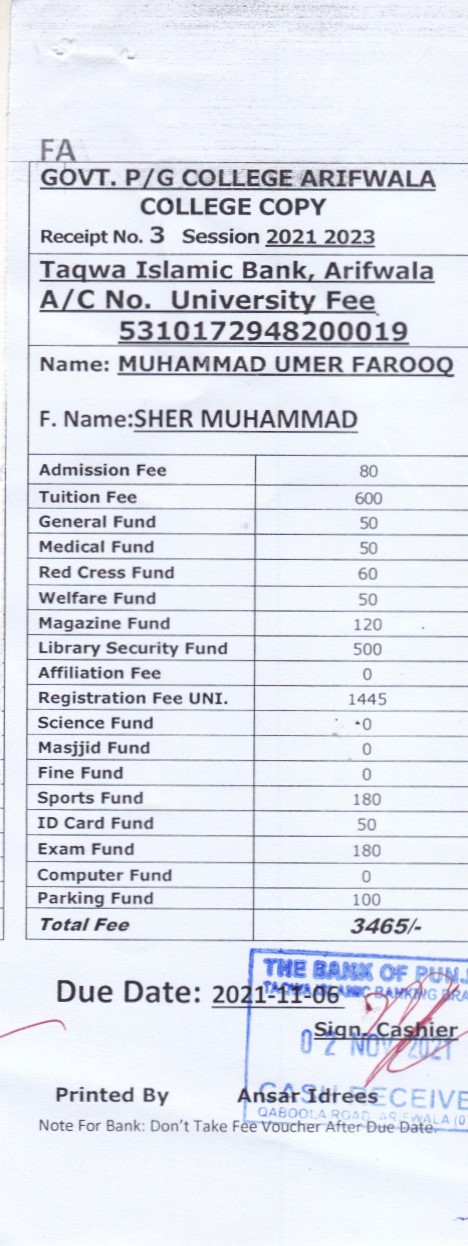 FA
GOVT. P/G COLLEGE ARIFWALA
COLLEGE COPY
Receipt No. 3 Session 2021 2023
Taqwa Islamic Bank, Arifwala
A/C No. University Fee
5310172948200019
Name: MUHAMMAD UMER FAROOQ
F. Name:SHER MUHAMMAD
Admission Fee 80
Tuition Fee 600
General Fund 50
Medical Fund 50
Red Cress Fund 60
Welfare Fund 50
Magazine Fund 120
Library Security Fund 500
Affiliation Fee 0
Registration Fee UNI. 1445
Science Fund 0
Masjjid Fund 0
Fine Fund 0
Sports Fund 180
ID Card Fund 50
Exam Fund 180
Computer Fund 0
Parking Fund 100
Total Fee 3465/-
THE BANK OF PUNJ
TAQWA ISLAMIC BANKING BRA
Due Date: 2021-11-06
Sign. Cashier
02 NOV 2021
CASH RECEIVE
Printed By Ansar Idrees
QABOOLA ROAD, ARIFWALA (0
Note For Bank: Don't Take Fee Voucher After Due Date.